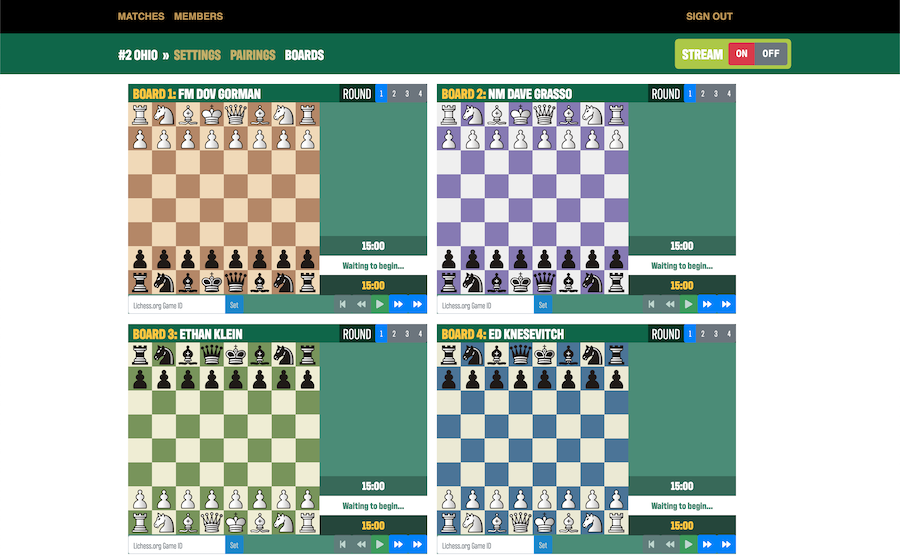 MATCHES MEMBERS SIGN OUT
#2 OHIO » SETTINGS PAIRINGS BOARDS STREAM ON OFF
BOARD 1: FM DOV GORMAN ROUND 1 2 3 4
15:00
Waiting to begin...
15:00
Lichess.org Game ID Set
BOARD 2: NM DAVE GRASSO ROUND 1 2 3 4
15:00
Waiting to begin...
15:00
Lichess.org Game ID Set
BOARD 3: ETHAN KLEIN ROUND 1 2 3 4
15:00
Waiting to begin...
15:00
Lichess.org Game ID Set
BOARD 4: ED KNESEVITCH ROUND 1 2 3 4
15:00
Waiting to begin...
15:00
Lichess.org Game ID Set